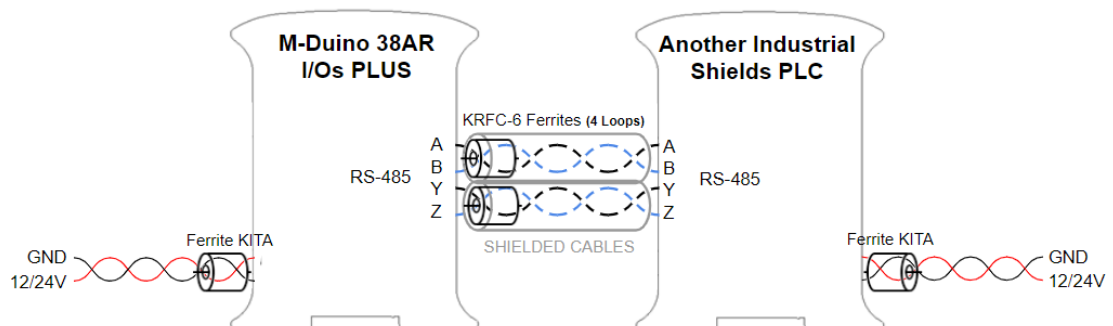 M-Duino 38AR
I/Os PLUS
Another Industrial
Shields PLC
KRFC-6 Ferrites (4 Loops)
A
B
Y
Z
RS-485
A
B
Y
Z
RS-485
SHIELDED CABLES
Ferrite KITA
GND
12/24V
Ferrite KITA
GND
12/24V